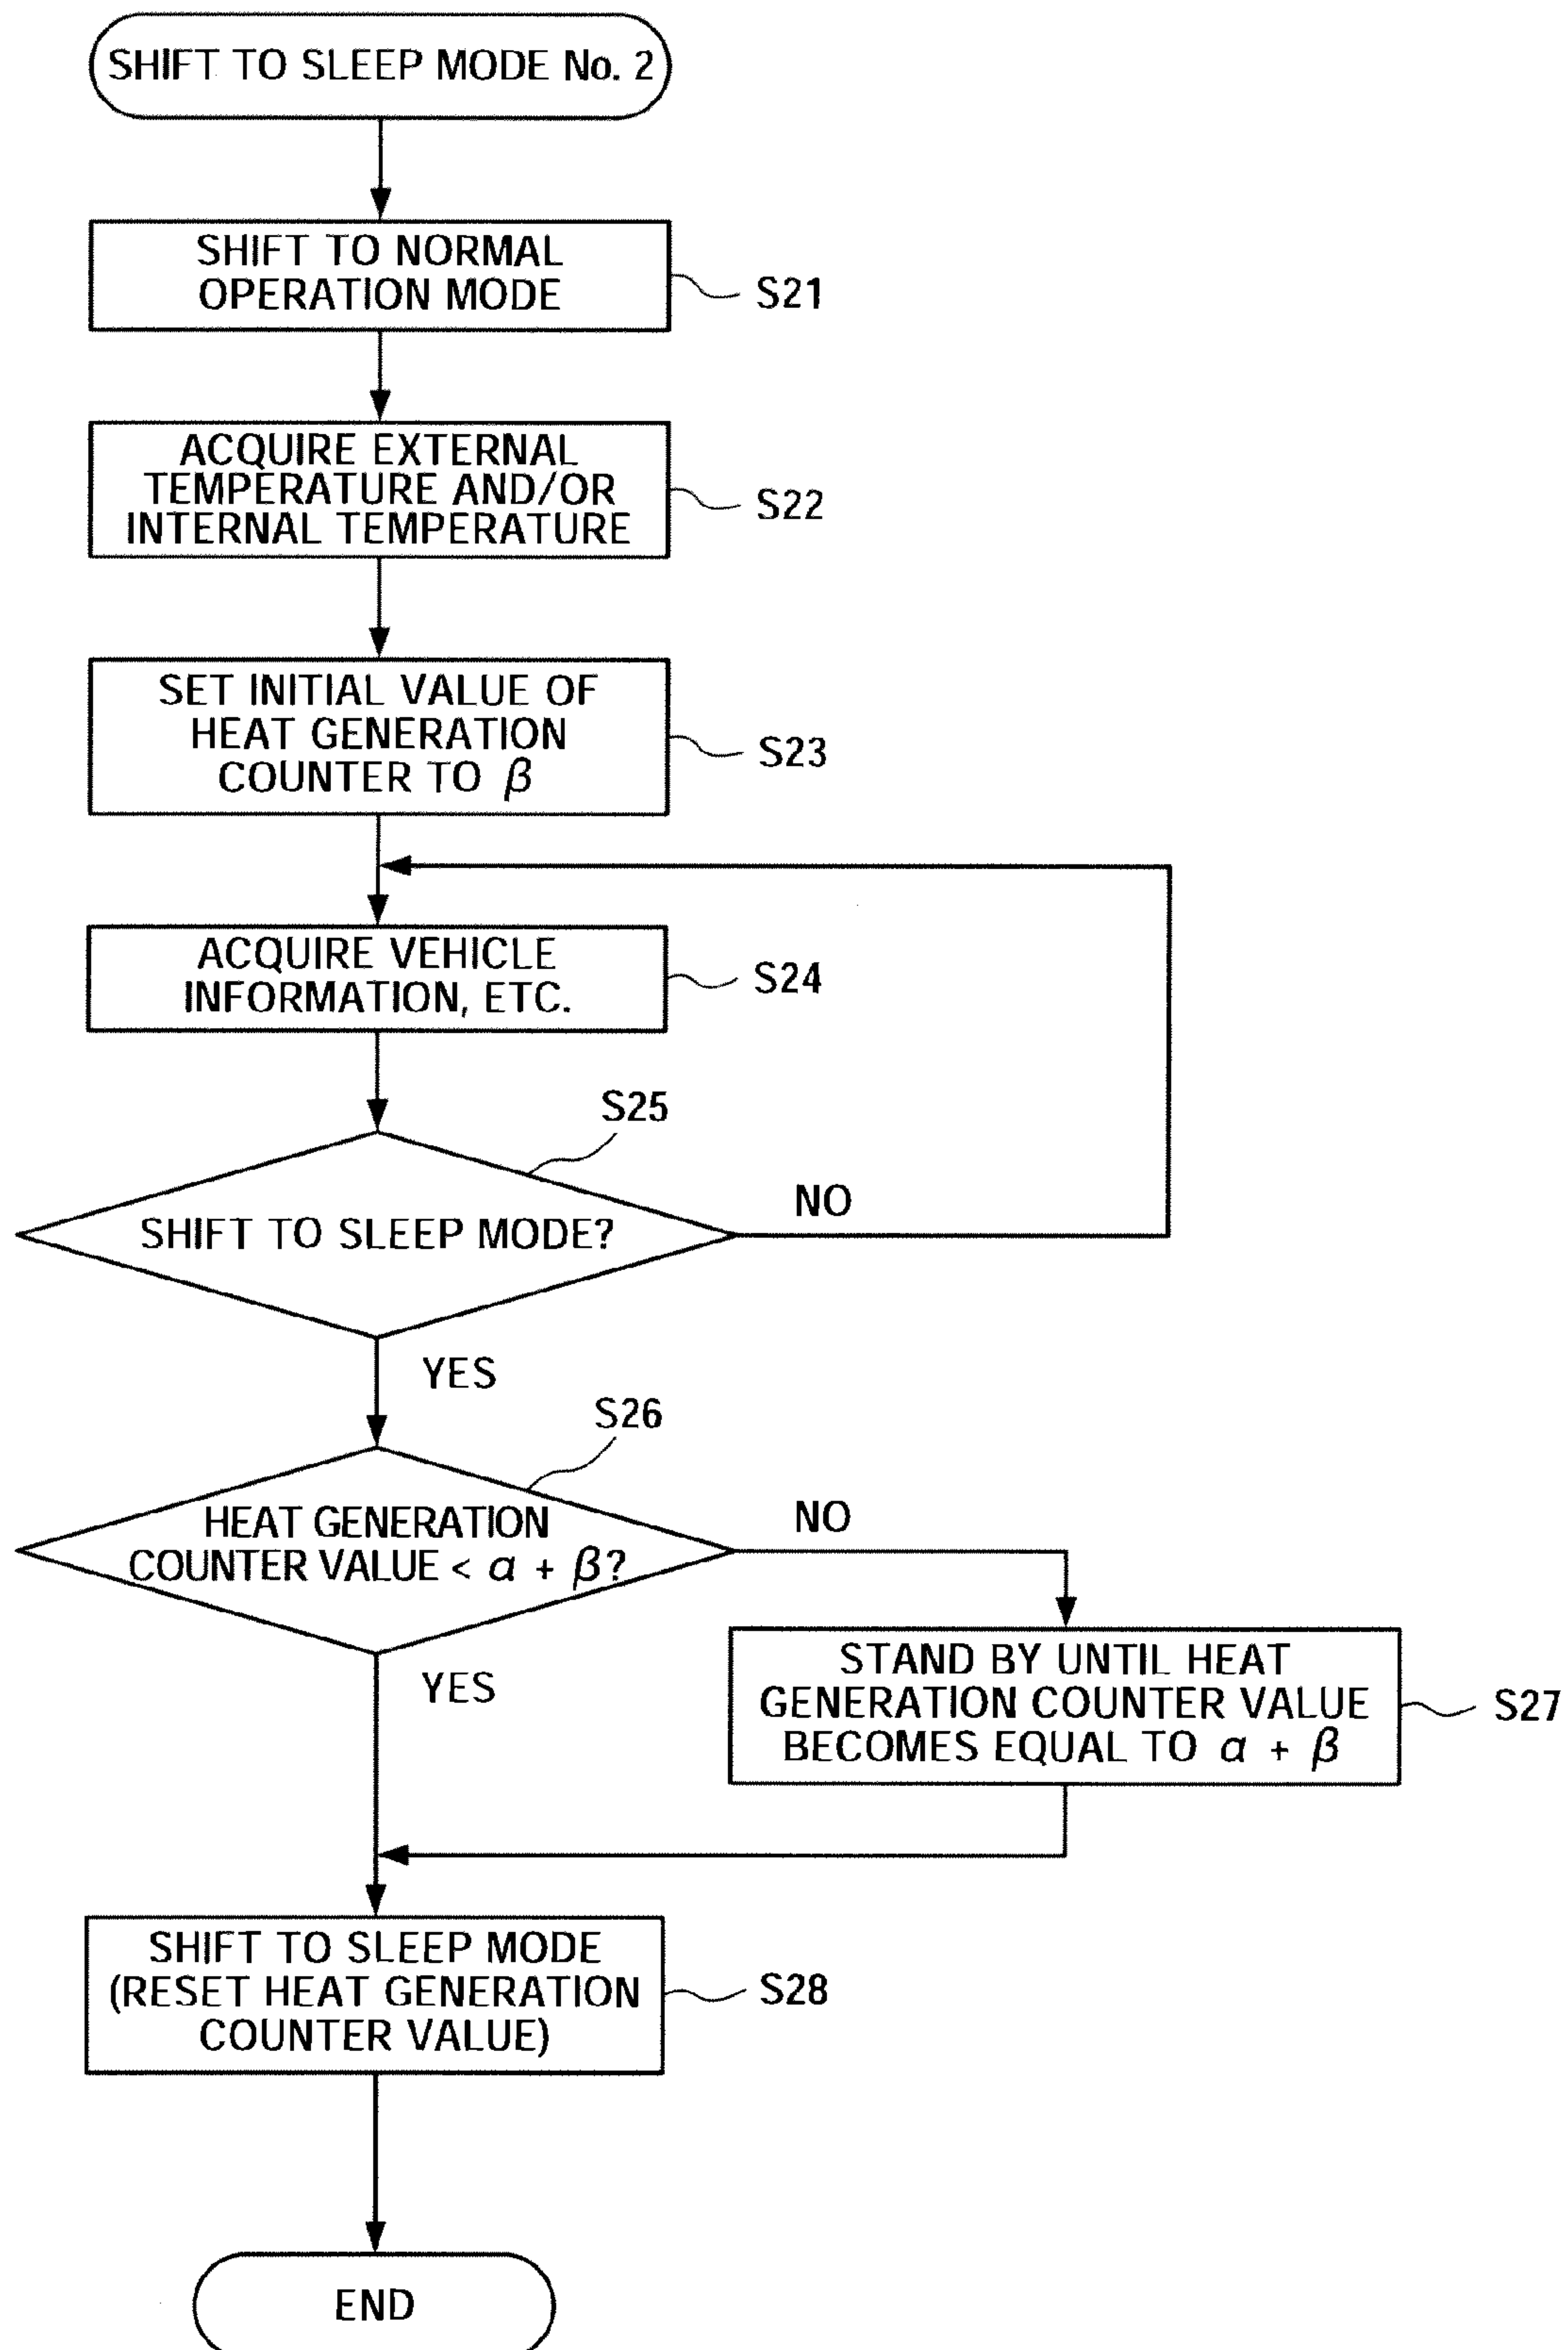 SHIFT TO SLEEP MODE No. 2
SHIFT TO NORMAL
OPERATION MODE
S21
ACQUIRE EXTERNAL
TEMPERATURE AND/OR
INTERNAL TEMPERATURE
S22
SET INITIAL VALUE OF
HEAT GENERATION
COUNTER TO β
S23
ACQUIRE VEHICLE
INFORMATION, ETC.
S24
S25
SHIFT TO SLEEP MODE?
NO
YES
S26
HEAT GENERATION
COUNTER VALUE < α + β?
NO
YES
STAND BY UNTIL HEAT
GENERATION COUNTER VALUE
BECOMES EQUAL TO α + β
S27
SHIFT TO SLEEP MODE
(RESET HEAT GENERATION
COUNTER VALUE)
S28
END